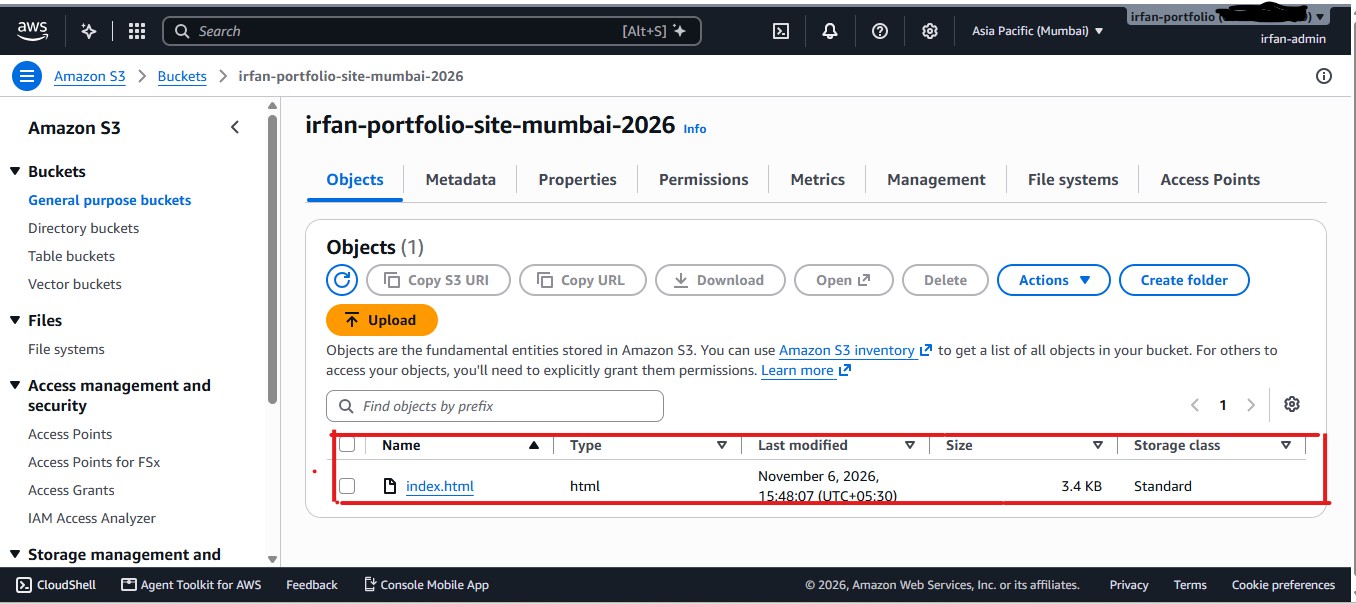 aws
Search [Alt+S]
Asia Pacific (Mumbai)
irfan-portfolio (
irfan-admin
Amazon S3 > Buckets > irfan-portfolio-site-mumbai-2026
Amazon S3
Buckets
General purpose buckets
Directory buckets
Table buckets
Vector buckets
Files
File systems
Access management and
security
Access Points
Access Points for FSx
Access Grants
IAM Access Analyzer
Storage management and
irfan-portfolio-site-mumbai-2026 Info
Objects Metadata Properties Permissions Metrics Management File systems Access Points
Objects (1)
Copy S3 URI Copy URL Download Open Delete Actions Create folder
Upload
Objects are the fundamental entities stored in Amazon S3. You can use Amazon S3 inventory to get a list of all objects in your bucket. For others to
access your objects, you'll need to explicitly grant them permissions. Learn more
Find objects by prefix
1
Name Type Last modified Size Storage class
index.html html November 6, 2026, 3.4 KB Standard
15:48:07 (UTC+05:30)
CloudShell Agent Toolkit for AWS Feedback Console Mobile App © 2026, Amazon Web Services, Inc. or its affiliates. Privacy Terms Cookie preferences